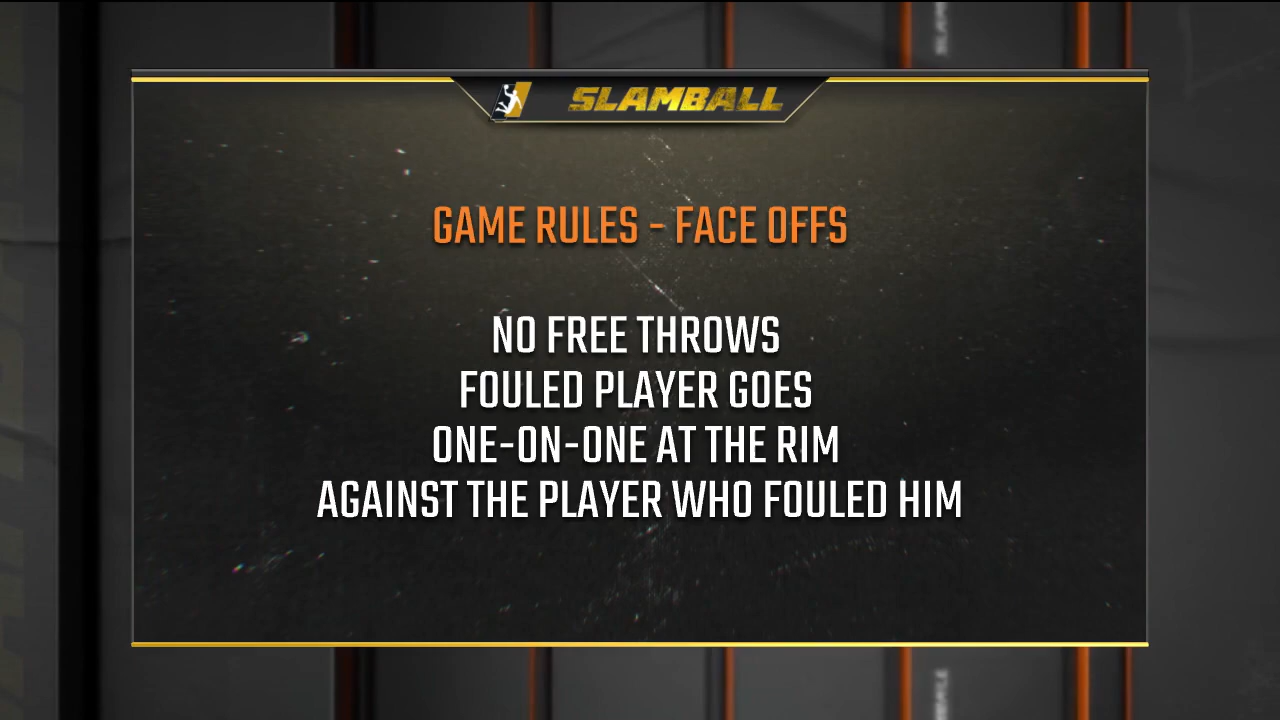 SLAMBALL
GAME RULES - FACE OFFS
NO FREE THROWS
FOULED PLAYER GOES
ONE-ON-ONE AT THE RIM
AGAINST THE PLAYER WHO FOULED HIM